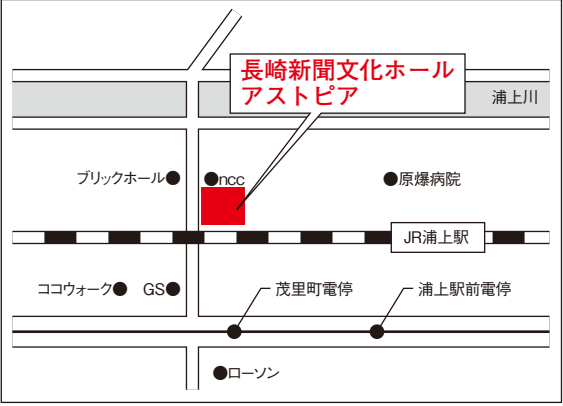 長崎新聞文化ホール
アストピア
浦上川
ブリックホール
ncc
原爆病院
JR浦上駅
ココウォーク
GS
茂里町電停
浦上駅前電停
ローソン